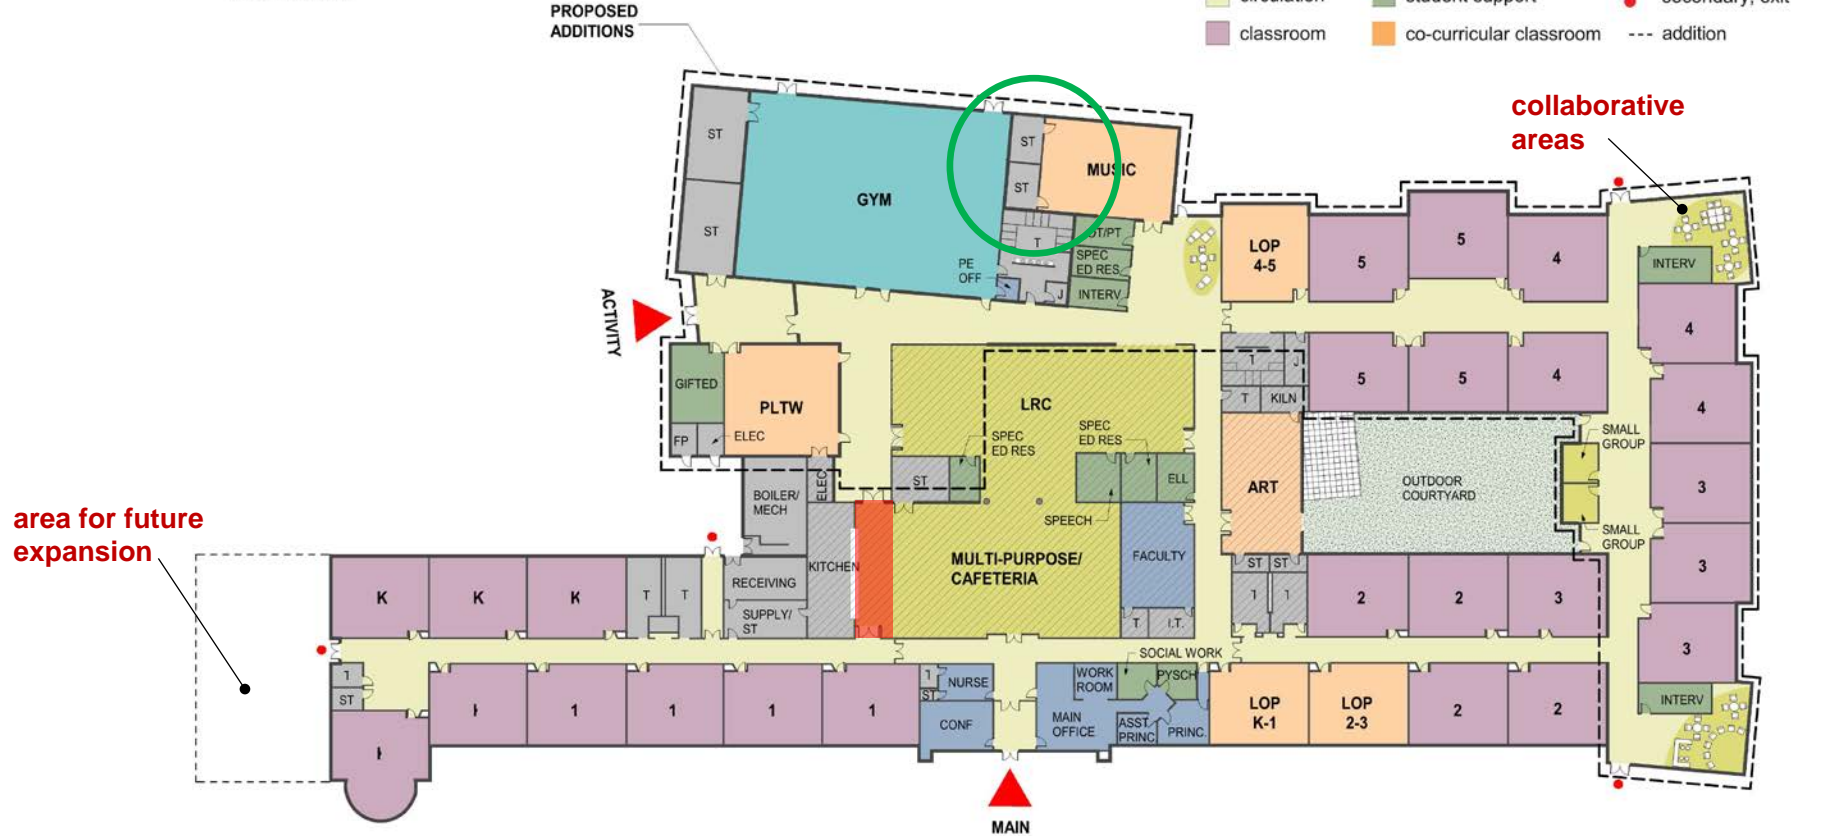 PROPOSED
ADDITIONS
classroom
co-curricular classroom
addition
collaborative
areas
ST
ST
GYM
ST
ST
MUSIC
T
OT/PT
SPEC
ED RES
INTERV
PE
OFF
J
LOP
4-5
5
5
4
INTERV
ACTIVITY
GIFTED
PLTW
FP
ELEC
LRC
T
J
T
KILN
5
5
4
4
4
SPEC
ED RES
SPEC
ED RES
ST
ELL
SPEECH
ART
OUTDOOR
COURTYARD
SMALL
GROUP
SMALL
GROUP
3
3
BOILER/
MECH
ELEC
area for future
expansion
K
K
K
T
T
RECEIVING
SUPPLY/
ST
KITCHEN
MULTI-PURPOSE/
CAFETERIA
FACULTY
T
I.T.
ST
ST
2
2
3
3
SOCIAL WORK
ST
1
1
1
1
NURSE
ST
CONF
WORK
ROOM
PYSCH
MAIN
OFFICE
ASST
PRINC
PRINC.
LOP
K-1
LOP
2-3
2
2
INTERV
MAIN